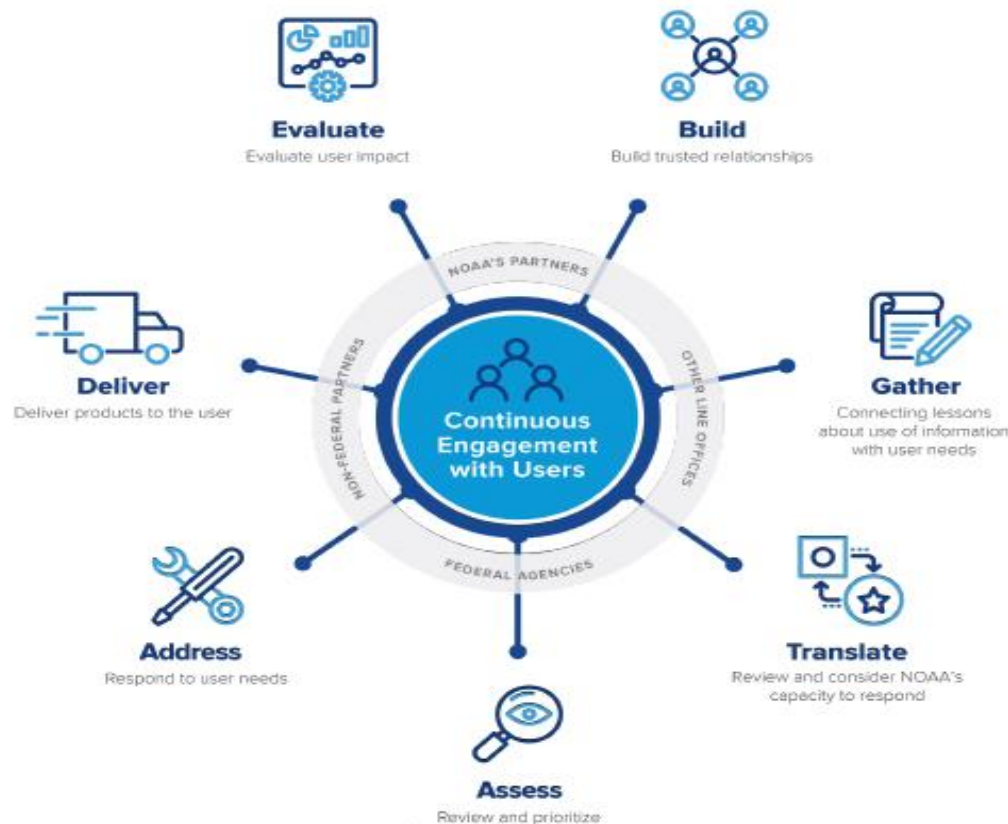 Evaluate
Evaluate user impact
Build
Build trusted relationships
NOAA'S PARTNERS
Deliver
Deliver products to the user
NON-FEDERAL PARTNERS
Continuous
Engagement
with Users
OTHER LINE OFFICES
Gather
Connecting lessons
about use of information
with user needs
FEDERAL AGENCIES
Address
Respond to user needs
Translate
Review and consider NOAA's
capacity to respond
Assess
Review and prioritize